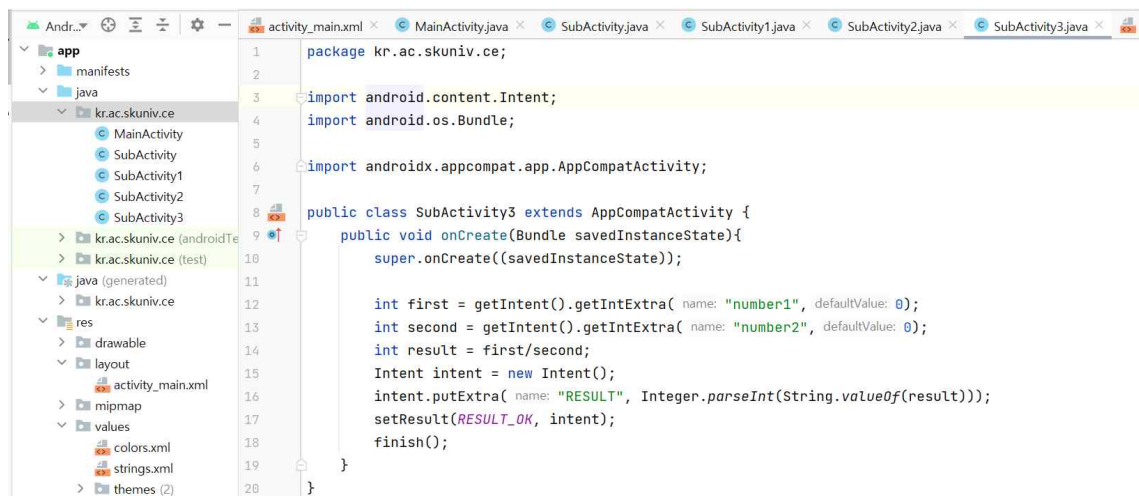 Andr...
activity_main.xml
MainActivity.java
SubActivity.java
SubActivity1.java
SubActivity2.java
SubActivity3.java
app
manifests
java
kr.ac.skuniv.ce
MainActivity
SubActivity
SubActivity1
SubActivity2
SubActivity3
kr.ac.skuniv.ce (androidTe
kr.ac.skuniv.ce (test)
java (generated)
kr.ac.skuniv.ce
res
drawable
layout
activity_main.xml
mipmap
values
colors.xml
strings.xml
themes (2)
1 package kr.ac.skuniv.ce;
2
3 import android.content.Intent;
4 import android.os.Bundle;
5
6 import androidx.appcompat.app.AppCompatActivity;
7
8 public class SubActivity3 extends AppCompatActivity {
9 public void onCreate(Bundle savedInstanceState){
10 super.onCreate((savedInstanceState));
11
12 int first = getIntent().getIntExtra( name: "number1", defaultValue: 0);
13 int second = getIntent().getIntExtra( name: "number2", defaultValue: 0);
14 int result = first/second;
15 Intent intent = new Intent();
16 intent.putExtra( name: "RESULT", Integer.parseInt(String.valueOf(result)));
17 setResult(RESULT_OK, intent);
18 finish();
19 }
20 }